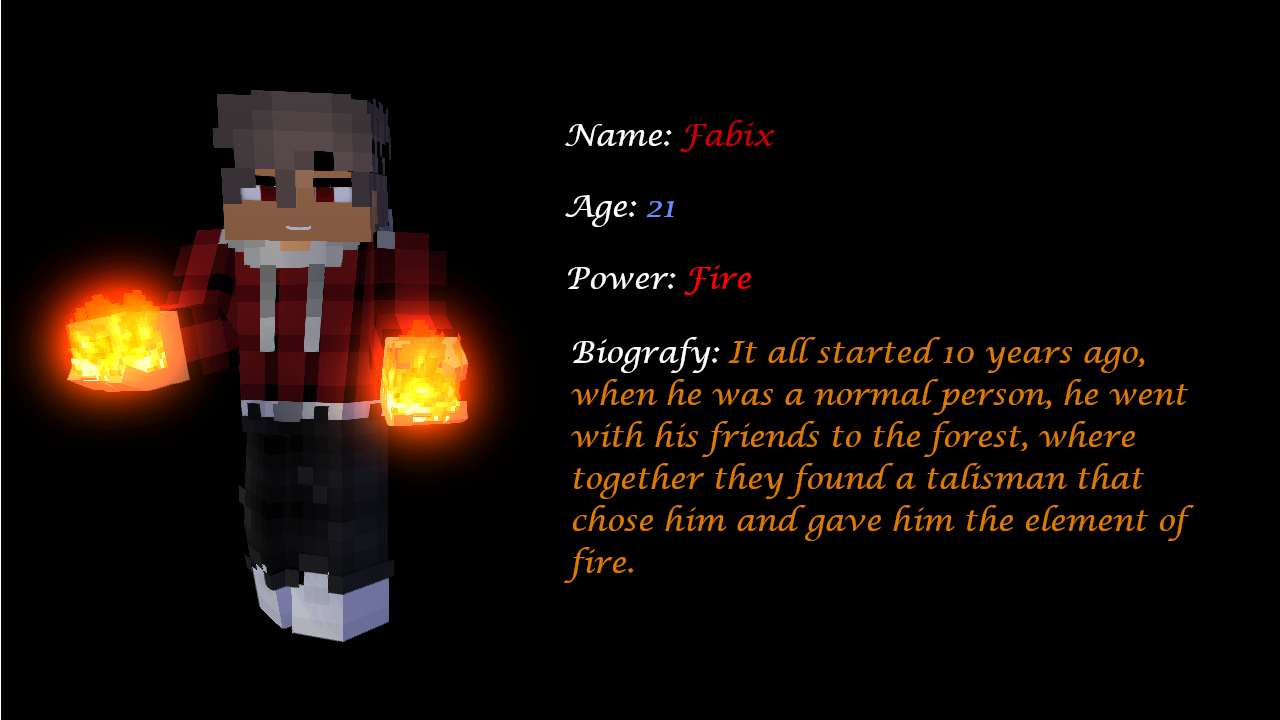 Name: Fabix
Age: 21
Power: Fire
Biografy: It all started 10 years ago,
when he was a normal person, he went
with his friends to the forest, where
together they found a talisman that
chose him and gave him the element of
fire.